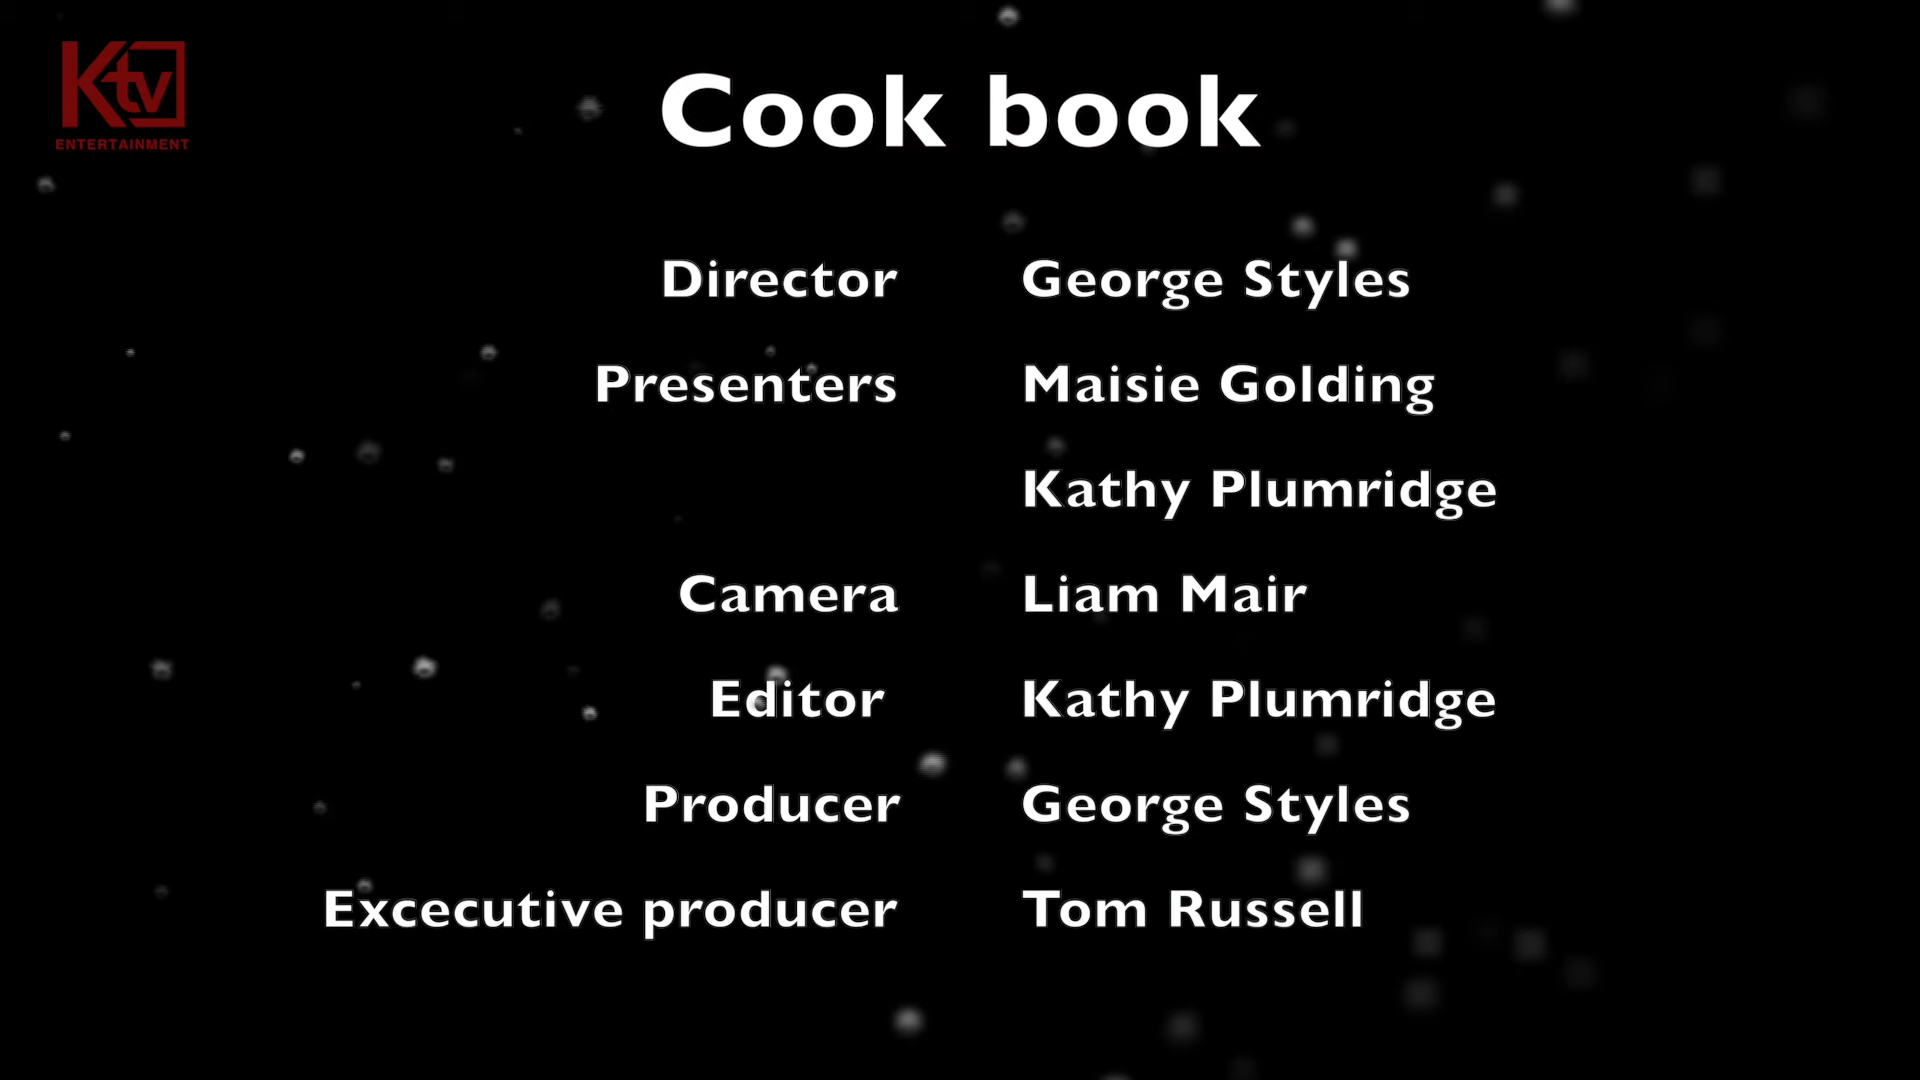 Ktv
ENTERTAINMENT
Cook book
Director George Styles
Presenters Maisie Golding
Kathy Plumridge
Camera Liam Mair
Editor Kathy Plumridge
Producer George Styles
Excecutive producer Tom Russell